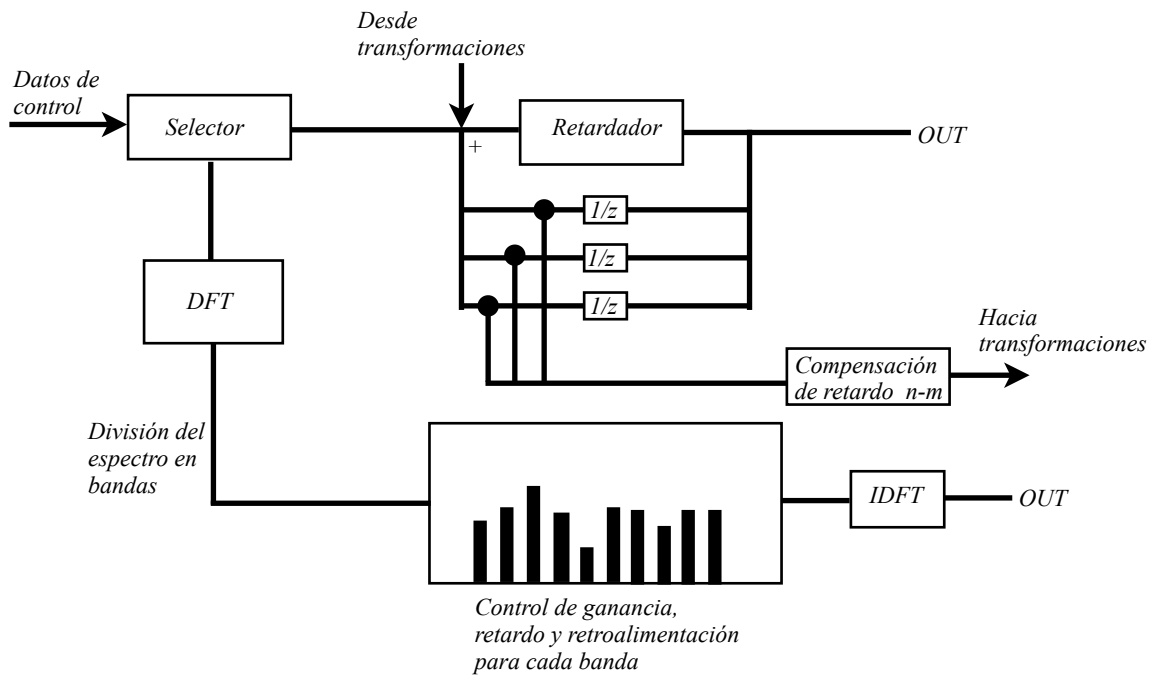 Desde
transformaciones
Datos de
control
Selector
+
Retardador
OUT
1/z
1/z
1/z
DFT
Hacia
transformaciones
Compensación
de retardo n-m
División del
espectro en
bandas
IDFT
OUT
Control de ganancia,
retardo y retroalimentación
para cada banda